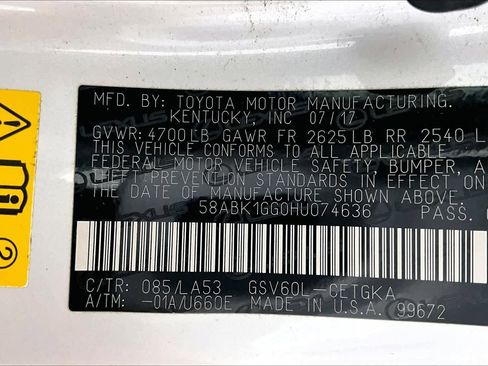 MFD. BY: TOYOTA MOTOR MANUFACTURING.
KENTUCKY, INC 07/17
GVWR: 4700LB GAWR FR 2625LB RR 2540 L
THIS VEHICLE CONFORMS TO ALL APPLICABLE
FEDERAL MOTOR VEHICLE SAFETY, BUMPER, A
THEFT PREVENTION STANDARDS IN EFFECT ON
THE DATE OF MANUFACTURE SHOWN ABOVE.
58ABK1GG0HU074636 PASS.
C/TR: 085/LA53 GSV60L-CETGKA
A/TM: -01A/U660E MADE IN U.S.A. 99672
2